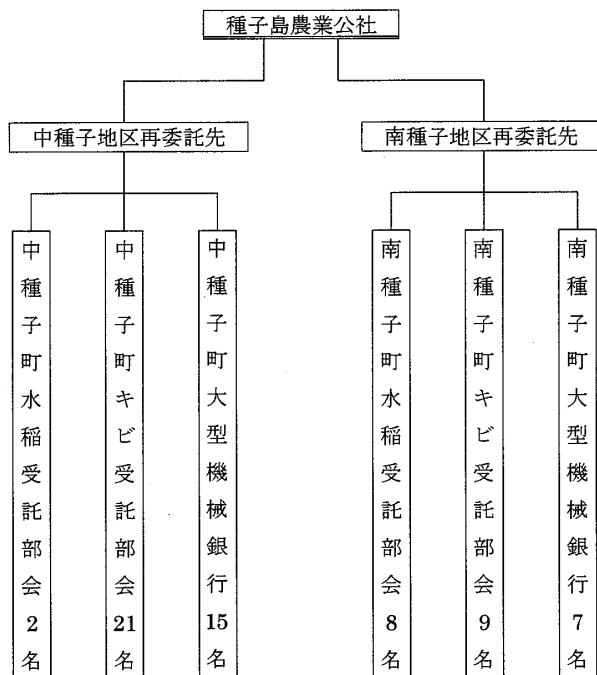 種子島農業公社
中種子地区再委託先
南種子地区再委託先
中種子町水稲受託部会2名
中種子町キビ受託部会21名
中種子町大型機械銀行15名
南種子町水稲受託部会8名
南種子町キビ受託部会9名
南種子町大型機械銀行7名